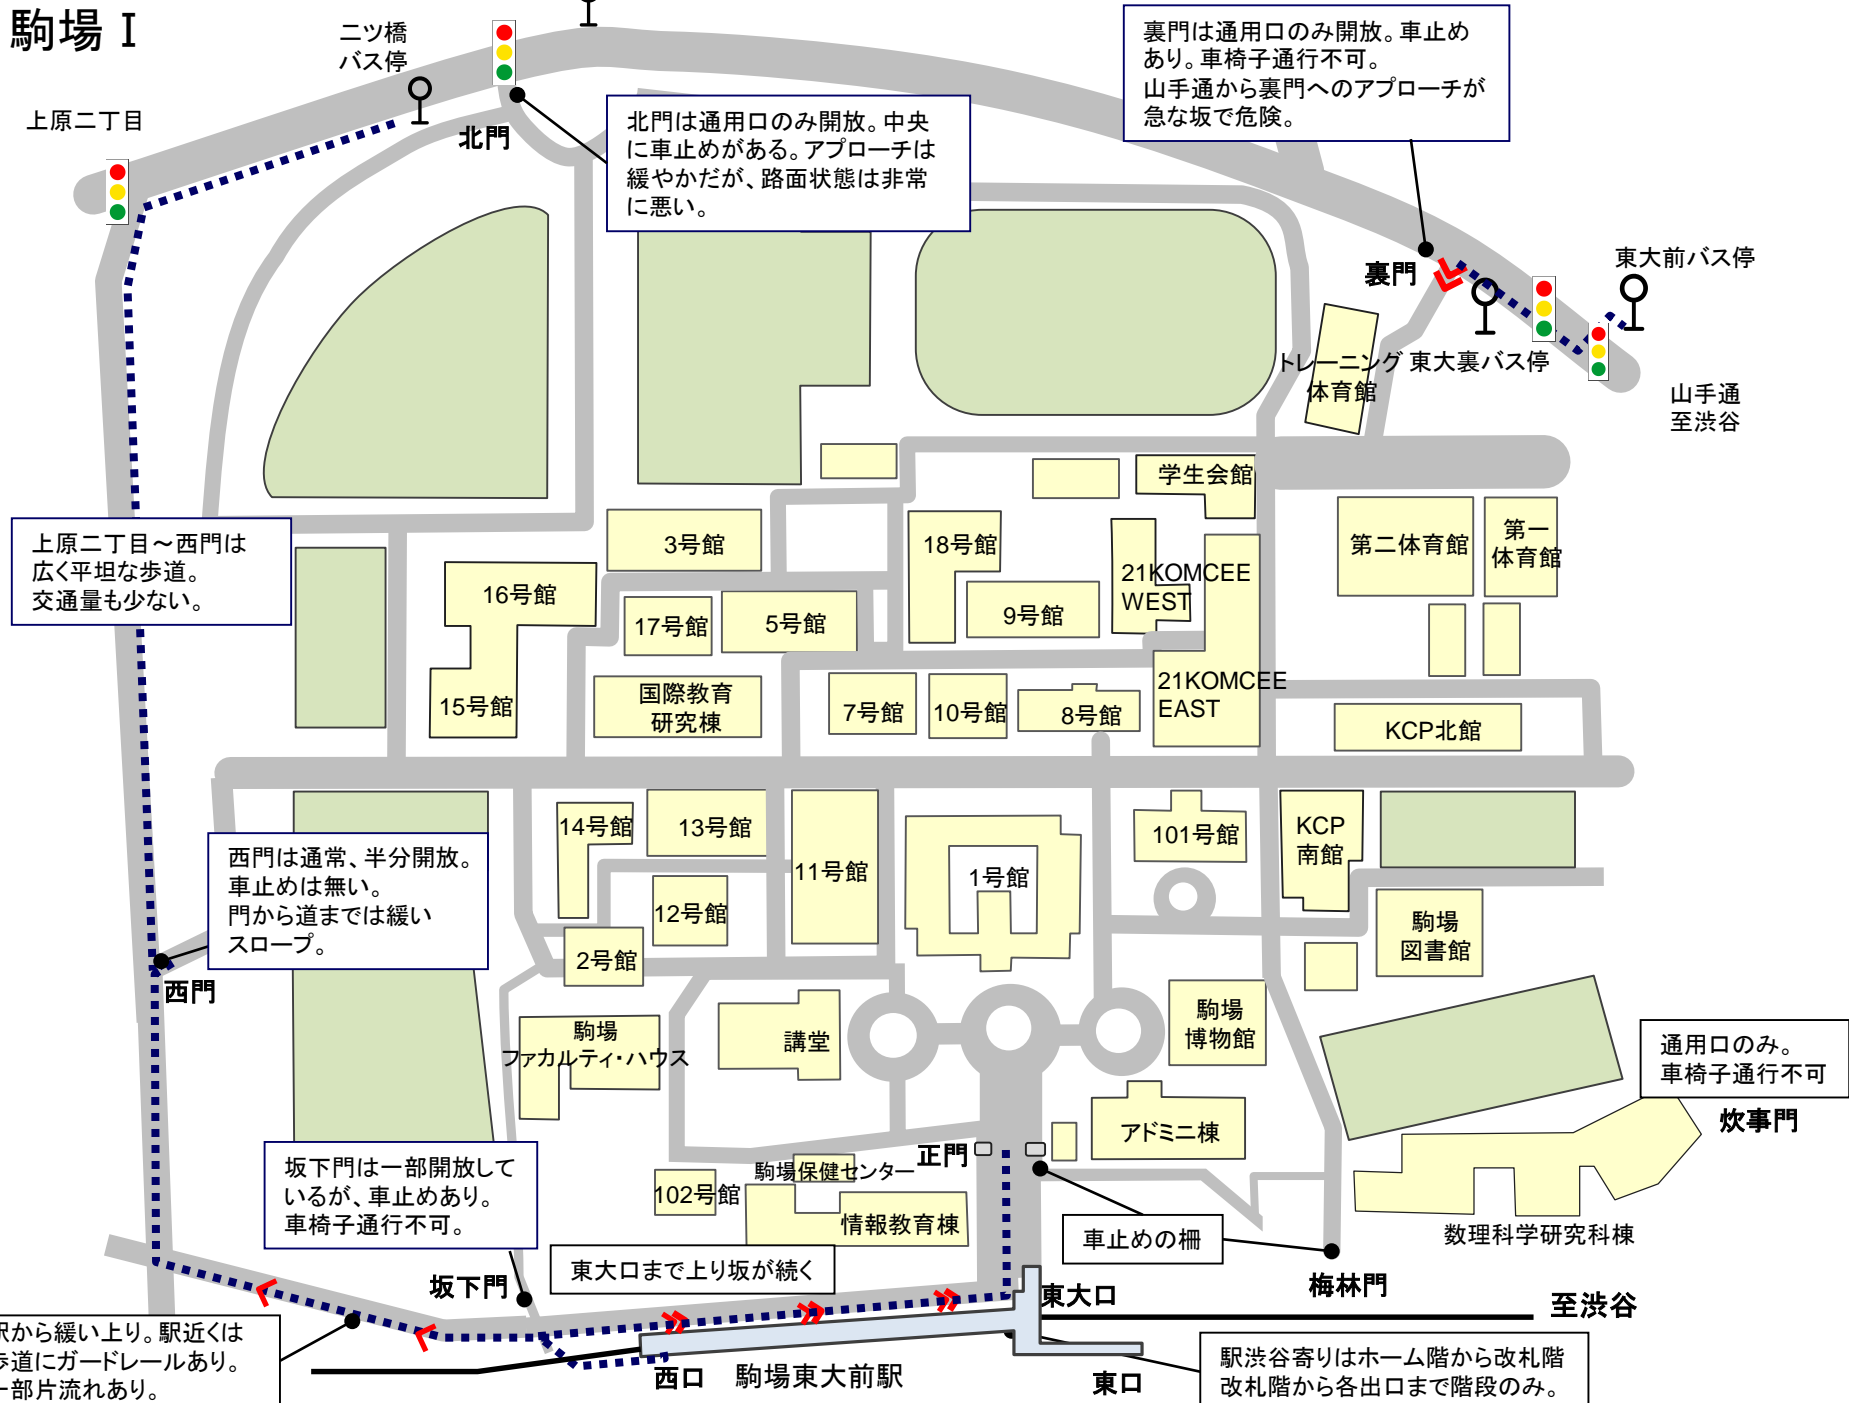 駒場 I
二ツ橋
バス停
上原二丁目
北門
北門は通用口のみ開放。中央
に車止めがある。アプローチは
緩やかだが、路面状態は非常
に悪い。
裏門は通用口のみ開放。車止め
あり。車椅子通行不可。
山手通から裏門へのアプローチが
急な坂で危険。
裏門
東大前バス停
東大裏バス停
山手通
至渋谷
トレーニング
体育館
学生会館
上原二丁目～西門は
広く平坦な歩道。
交通量も少ない。
3号館
18号館
第二体育館
第一
体育館
16号館
17号館
5号館
9号館
21KOMCEE
WEST
15号館
国際教育
研究棟
7号館
10号館
8号館
21KOMCEE
EAST
KCP北館
西門は通常、半分開放。
車止めは無い。
門から道までは緩い
スロープ。
西門
14号館
13号館
11号館
1号館
101号館
KCP
南館
12号館
2号館
駒場
図書館
駒場
ファカルティ・ハウス
講堂
駒場
博物館
通用口のみ。
車椅子通行不可
炊事門
アドミニ棟
正門
坂下門は一部開放して
いるが、車止めあり。
車椅子通行不可。
駒場保健センター
102号館
情報教育棟
車止めの柵
数理科学研究科棟
東大口まで上り坂が続く
坂下門
東大口
梅林門
至渋谷
駅から緩い上り。駅近くは
歩道にガードレールあり。
一部片流れあり。
西口
駒場東大前駅
東口
駅渋谷寄りはホーム階から改札階
改札階から各出口まで階段のみ。